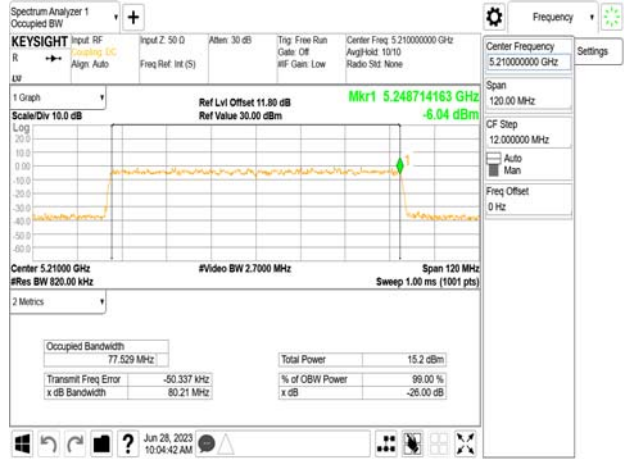 Spectrum Analyzer 1
Occupied BW
Frequency
KEYSIGHT
R
Input: RF
Coupling: DC
Align: Auto
Input Z: 50 Ω
Freq Ref: Int (S)
Atten: 30 dB
Trig: Free Run
Gate: Off
#IF Gain: Low
Center Freq: 5.210000000 GHz
Avg|Hold: 10/10
Radio Std: None
1 Graph
Scale/Div 10.0 dB
Ref Lvl Offset 11.80 dB
Ref Value 30.00 dBm
Mkr1 5.248714163 GHz
-6.04 dBm
Log
20.0
10.0
0.00
-10.0
-20.0
-30.0
-40.0
-50.0
-60.0
1
Center 5.21000 GHz
#Res BW 820.00 kHz
#Video BW 2.7000 MHz
Span 120 MHz
Sweep 1.00 ms (1001 pts)
2 Metrics
Occupied Bandwidth
77.529 MHz
Transmit Freq Error -50.337 kHz
x dB Bandwidth 80.21 MHz
Total Power 15.2 dBm
% of OBW Power 99.00 %
x dB -26.00 dB
Center Frequency
5.210000000 GHz
Settings
Span
120.00 MHz
CF Step
12.000000 MHz
Auto
Man
Freq Offset
0 Hz
Jun 28, 2023
10:04:42 AM